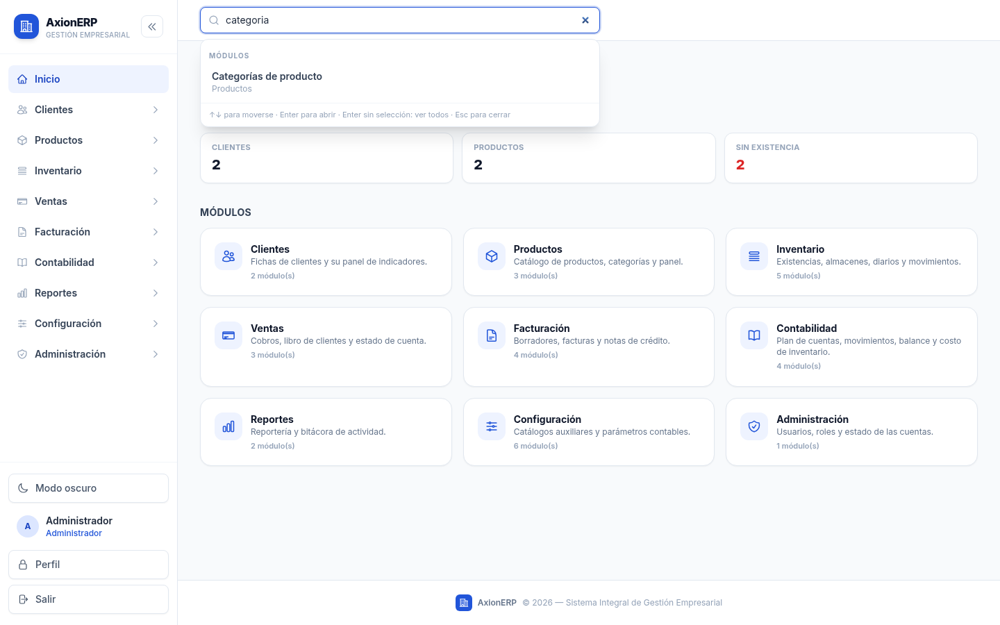 AxionERP
GESTIÓN EMPRESARIAL
Inicio
Clientes
Productos
Inventario
Ventas
Facturación
Contabilidad
Reportes
Configuración
Administración
Modo oscuro
A
Administrador
Administrador
Perfil
Salir
categoria
MÓDULOS
Categorías de producto
Productos
↑↓ para moverse · Enter para abrir · Enter sin selección: ver todos · Esc para cerrar
CLIENTES
2
PRODUCTOS
2
SIN EXISTENCIA
2
MÓDULOS
Clientes
Fichas de clientes y su panel de indicadores.
2 módulo(s)
Productos
Catálogo de productos, categorías y panel.
3 módulo(s)
Inventario
Existencias, almacenes, diarios y movimientos.
5 módulo(s)
Ventas
Cobros, libro de clientes y estado de cuenta.
3 módulo(s)
Facturación
Borradores, facturas y notas de crédito.
4 módulo(s)
Contabilidad
Plan de cuentas, movimientos, balance y costo
de inventario.
4 módulo(s)
Reportes
Reportería y bitácora de actividad.
2 módulo(s)
Configuración
Catálogos auxiliares y parámetros contables.
6 módulo(s)
Administración
Usuarios, roles y estado de las cuentas.
1 módulo(s)
AxionERP © 2026 — Sistema Integral de Gestión Empresarial